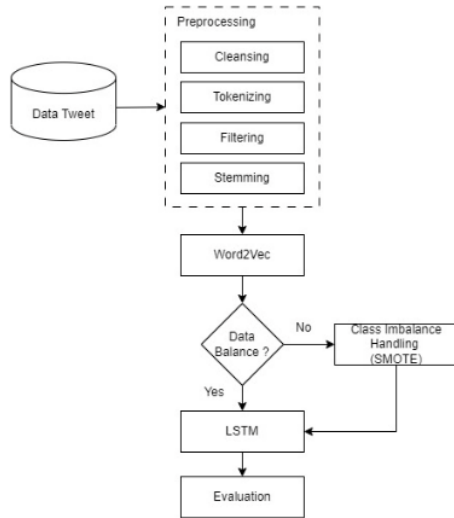 Preprocessing
Cleansing
Tokenizing
Filtering
Stemming
Data Tweet
Word2Vec
Data
Balance ?
No
Class Imbalance
Handling
(SMOTE)
Yes
LSTM
Evaluation